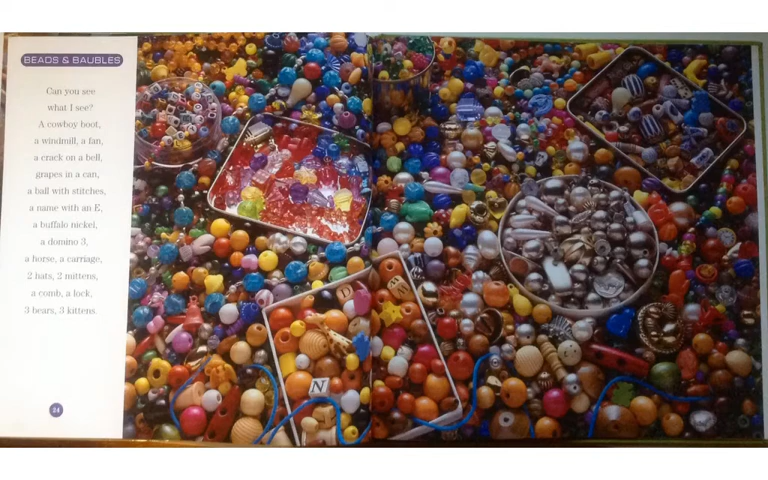 BEADS & BAUBLES
Can you see
what I see?
A cowboy boot,
a windmill, a fan,
a crack on a bell,
grapes in a can,
a ball with stitches,
a name with an E,
a buffalo nickel,
a domino 3,
a horse, a carriage,
2 hats, 2 mittens,
a comb, a lock,
3 bears, 3 kittens.
24
D
N